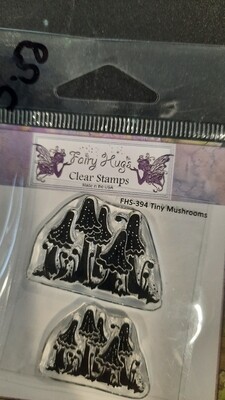 Fairy Hugs
Clear Stamps
Made in the USA
FHS-394 Tiny Mushrooms